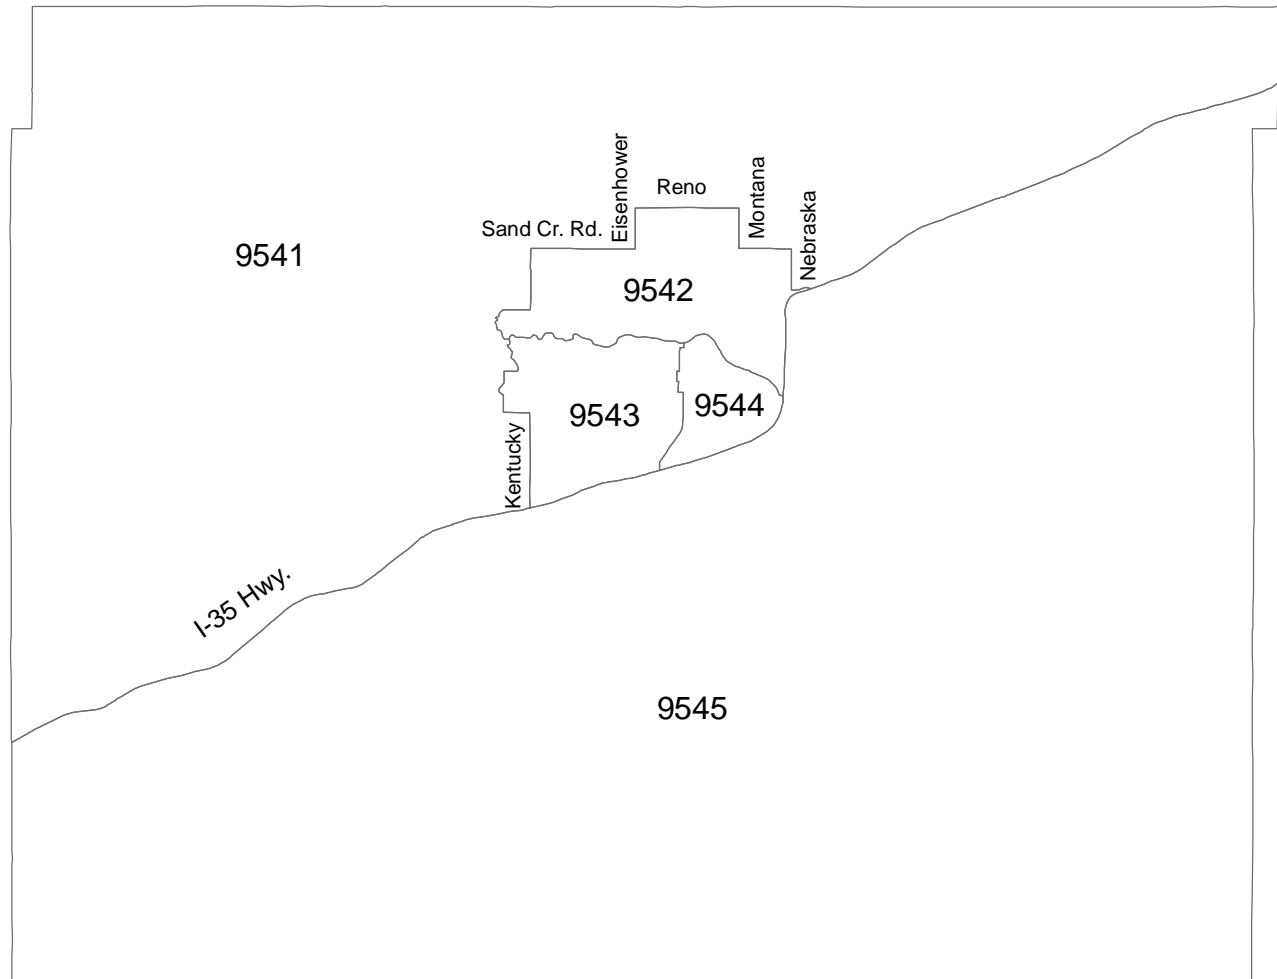 Reno
Eisenhower
Montana
Sand Cr. Rd.
Nebraska
9541
9542
9543
9544
Kentucky
I-35 Hwy.
9545